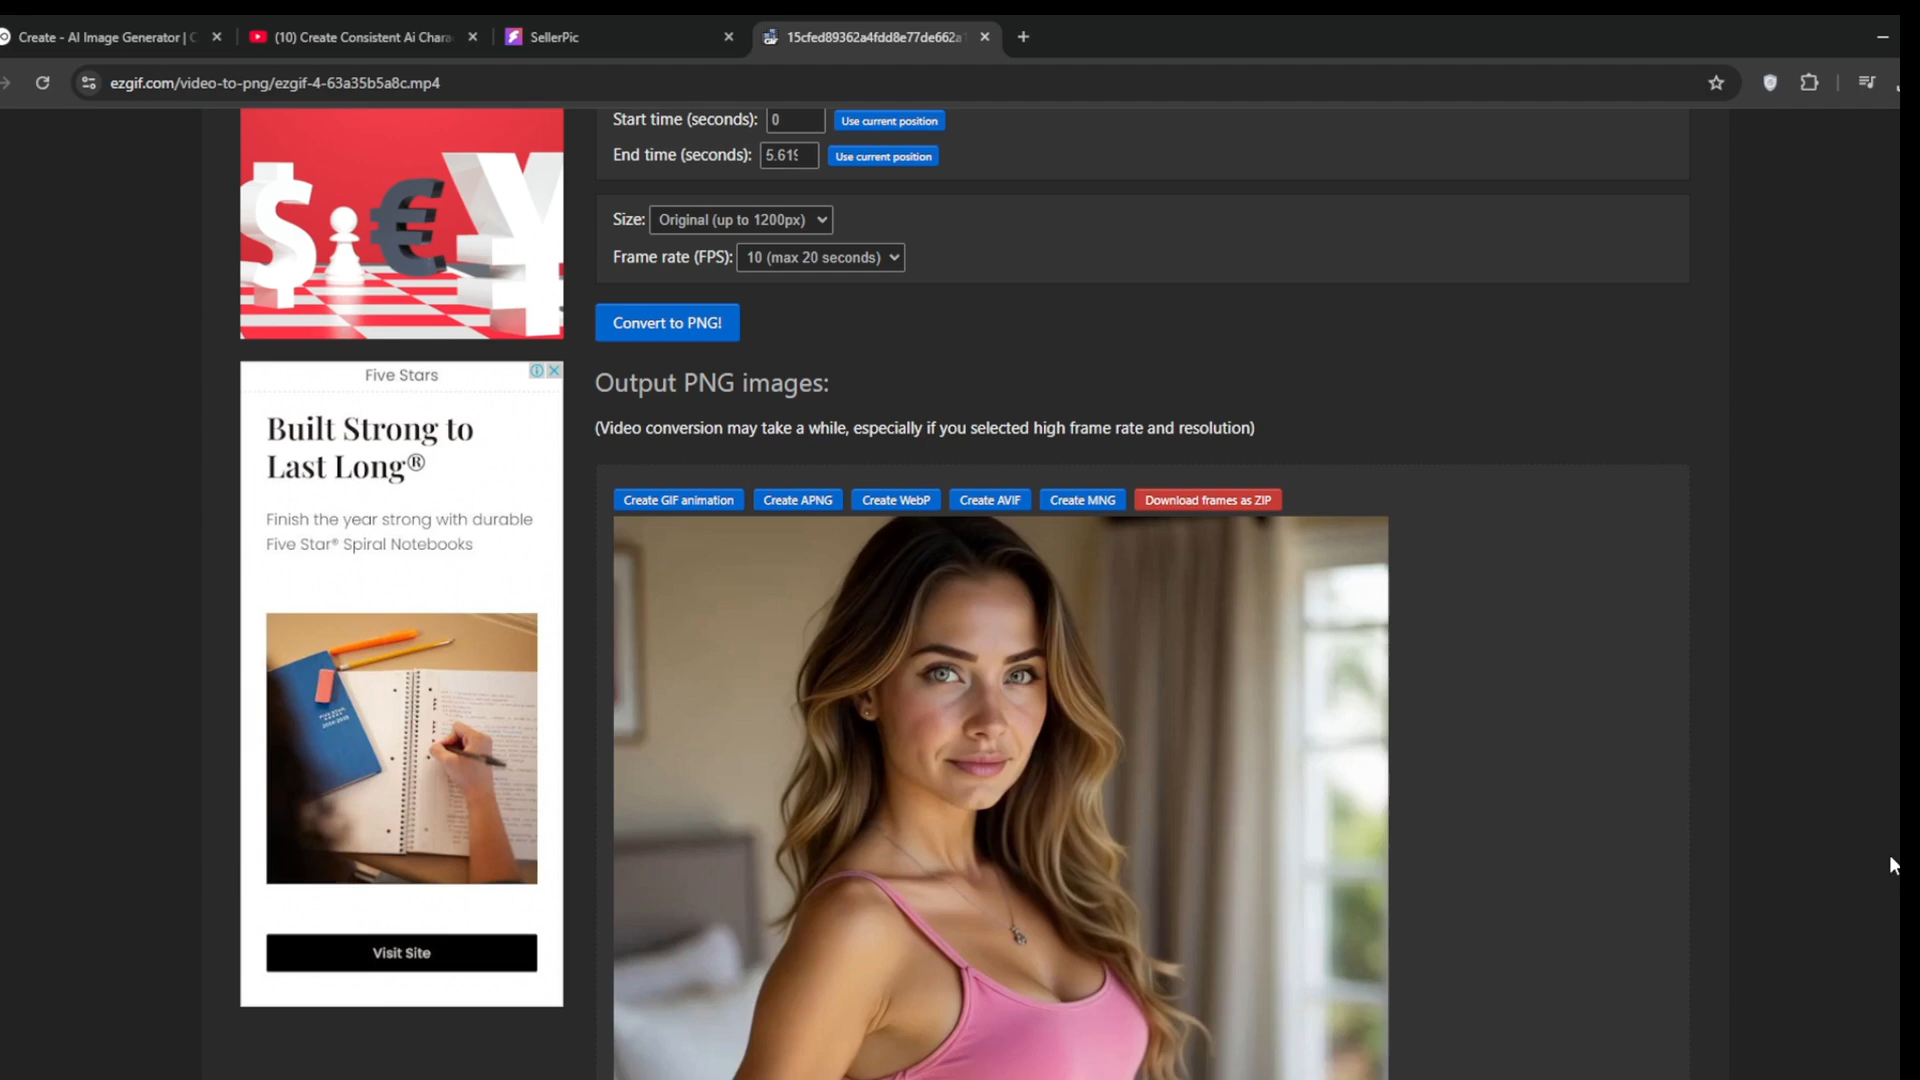 Create - AI Image Generator |
(10) Create Consistent Ai Chara
SellerPic
15cfed89362a4fdd8e77de662a
ezgif.com/video-to-png/ezgif-4-63a35b5a8c.mp4
Start time (seconds): 0 Use current position
End time (seconds): 5.619 Use current position
Size: Original (up to 1200px)
Frame rate (FPS): 10 (max 20 seconds)
Convert to PNG!
Output PNG images:
(Video conversion may take a while, especially if you selected high frame rate and resolution)
Create GIF animation Create APNG Create WebP Create AVIF Create MNG Download frames as ZIP
$ € ¥
Five Stars
Built Strong to
Last Long®
Finish the year strong with durable
Five Star® Spiral Notebooks
Visit Site